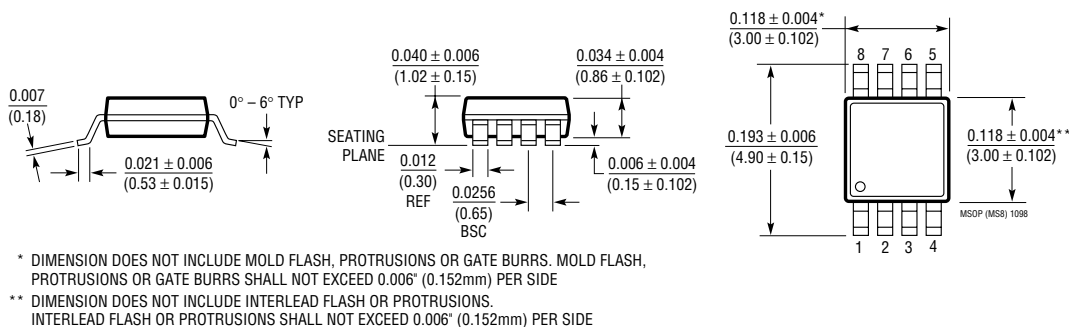 0.007
(0.18)
0° – 6° TYP
0.021 ± 0.006
(0.53 ± 0.015)
0.040 ± 0.006
(1.02 ± 0.15)
0.034 ± 0.004
(0.86 ± 0.102)
SEATING
PLANE
0.012
(0.30)
REF
0.0256
(0.65)
BSC
0.006 ± 0.004
(0.15 ± 0.102)
0.118 ± 0.004*
(3.00 ± 0.102)
8 7 6 5
0.193 ± 0.006
(4.90 ± 0.15)
0.118 ± 0.004**
(3.00 ± 0.102)
MSOP (MS8) 1098
1 2 3 4
* DIMENSION DOES NOT INCLUDE MOLD FLASH, PROTRUSIONS OR GATE BURRS. MOLD FLASH,
PROTRUSIONS OR GATE BURRS SHALL NOT EXCEED 0.006" (0.152mm) PER SIDE
** DIMENSION DOES NOT INCLUDE INTERLEAD FLASH OR PROTRUSIONS.
INTERLEAD FLASH OR PROTRUSIONS SHALL NOT EXCEED 0.006" (0.152mm) PER SIDE